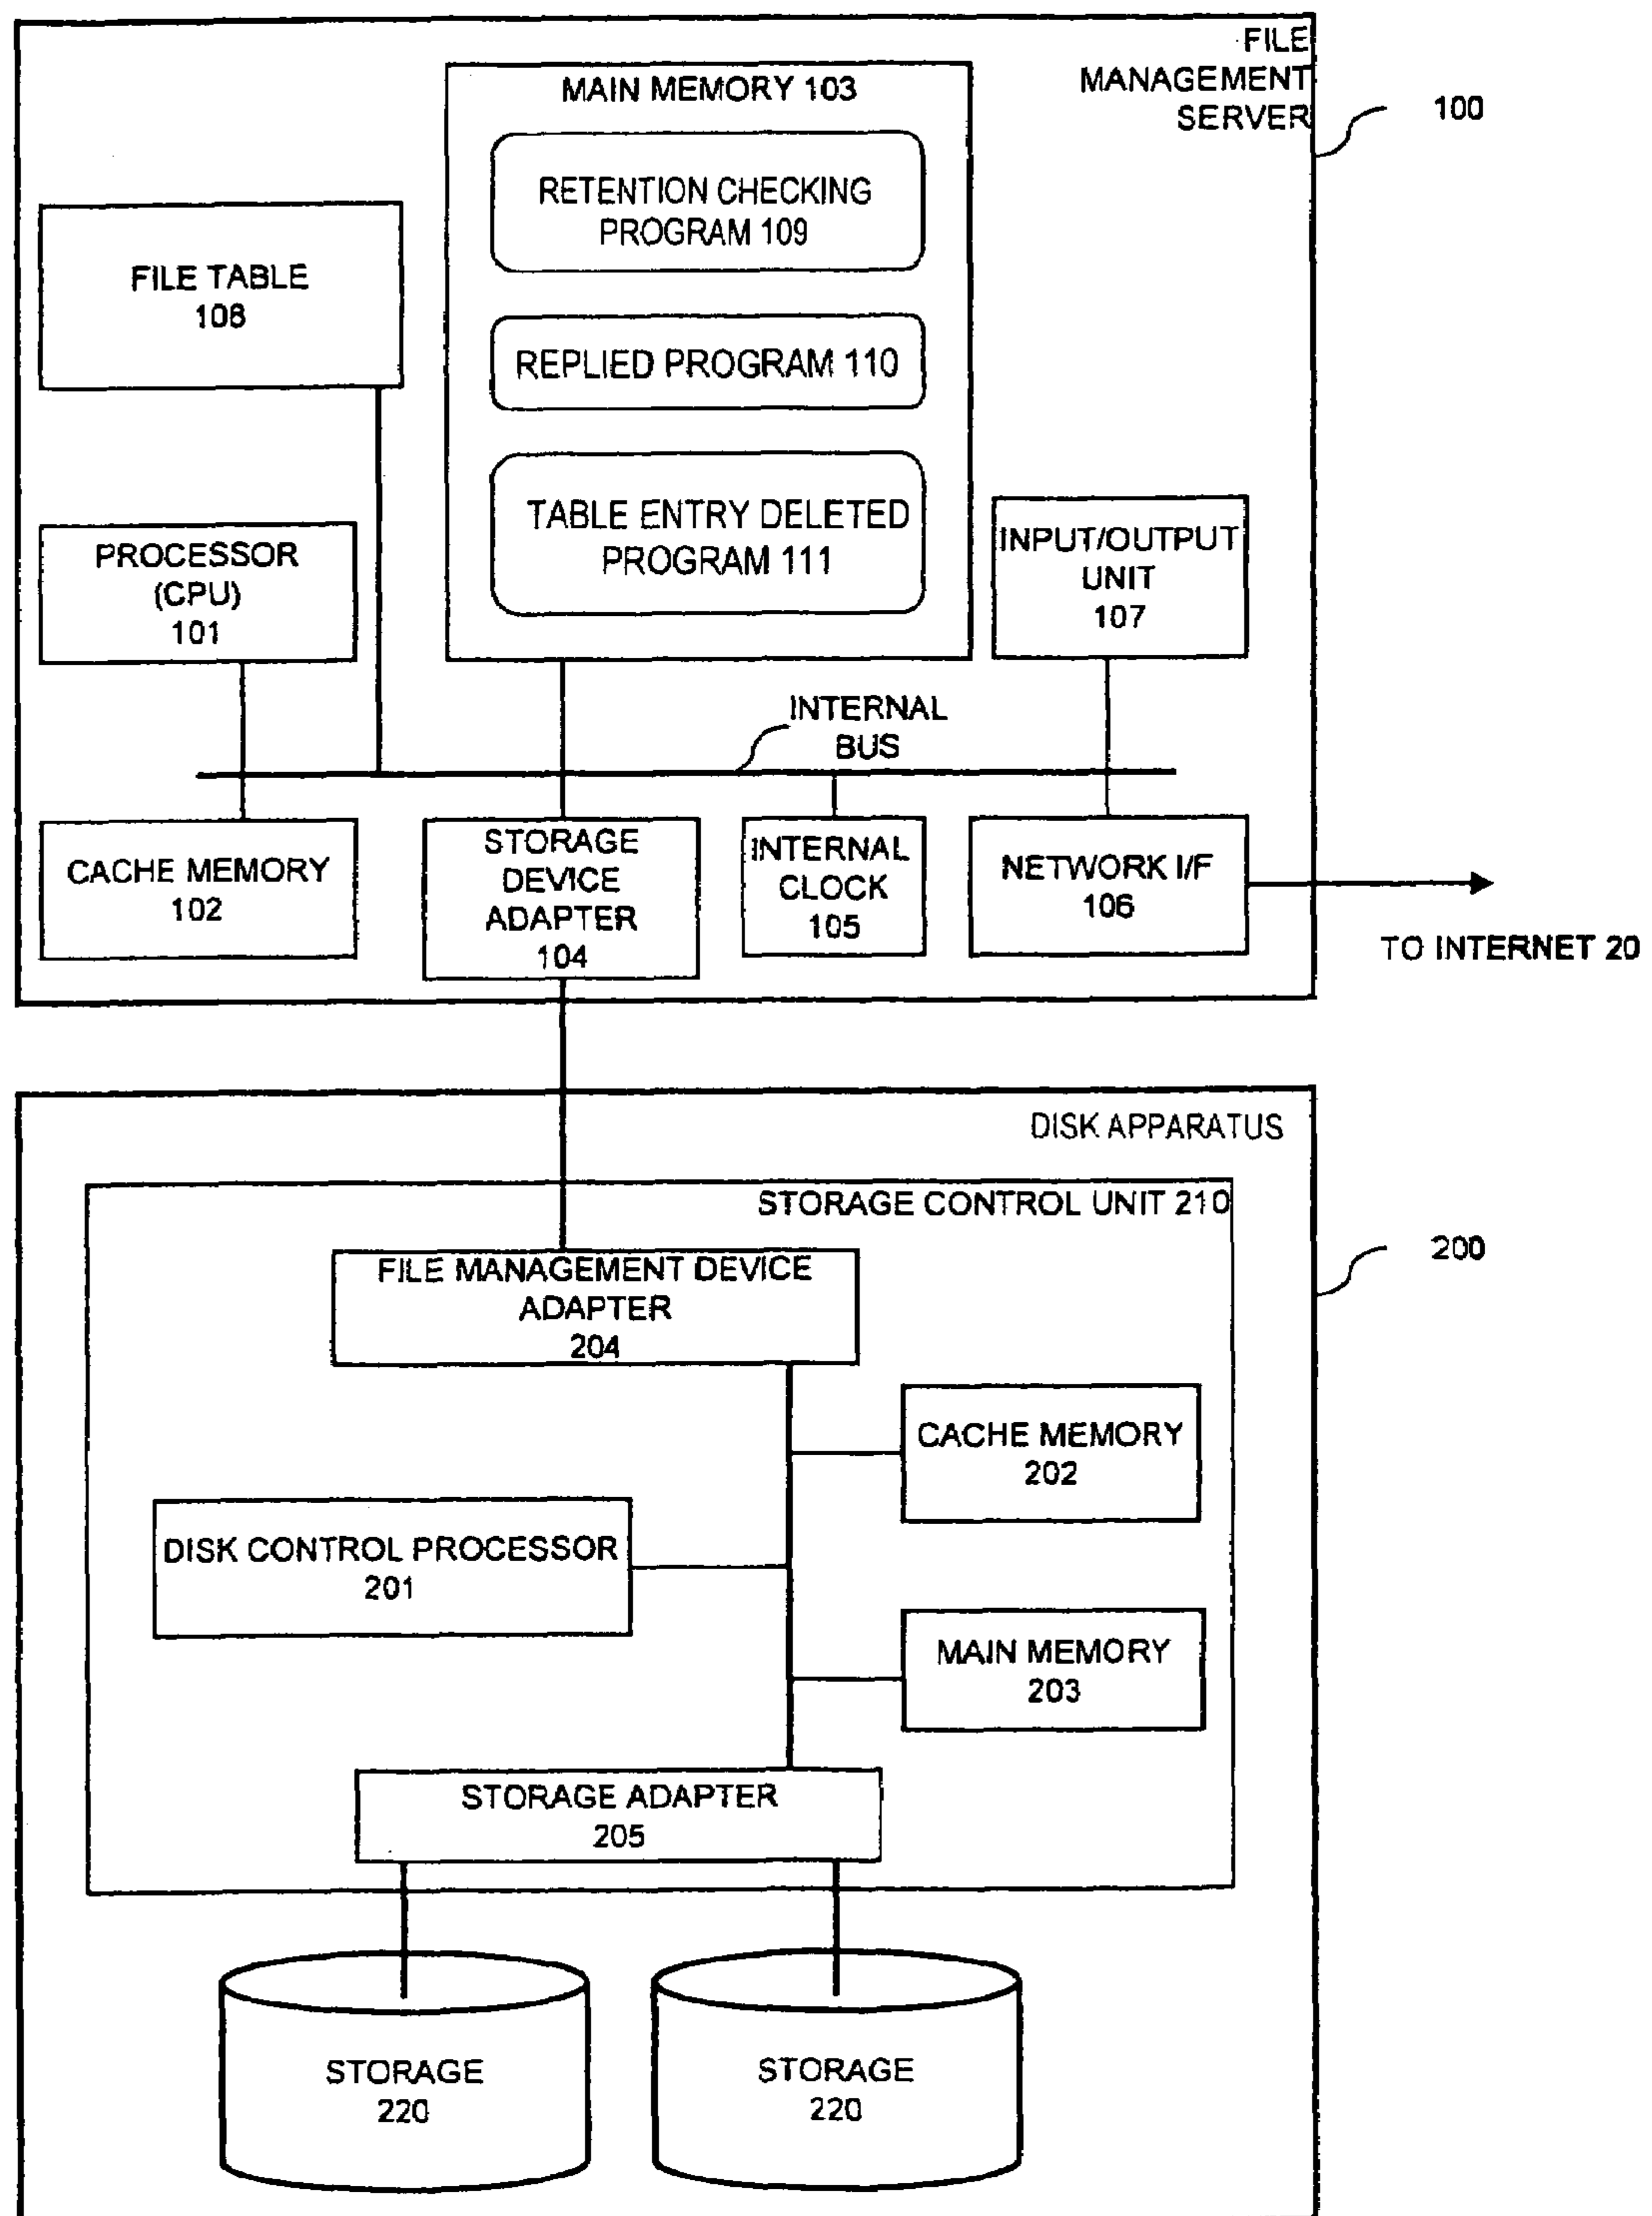 FILE
MANAGEMENT
SERVER
100
MAIN MEMORY 103
RETENTION CHECKING
PROGRAM 109
FILE TABLE
108
REPLIED PROGRAM 110
TABLE ENTRY DELETED
PROGRAM 111
PROCESSOR
(CPU)
101
INPUT/OUTPUT
UNIT
107
INTERNAL
BUS
CACHE MEMORY
102
STORAGE
DEVICE
ADAPTER
104
INTERNAL
CLOCK
105
NETWORK I/F
106
TO INTERNET 20
DISK APPARATUS
STORAGE CONTROL UNIT 210
200
FILE MANAGEMENT DEVICE
ADAPTER
204
CACHE MEMORY
202
DISK CONTROL PROCESSOR
201
MAIN MEMORY
203
STORAGE ADAPTER
205
STORAGE
220
STORAGE
220